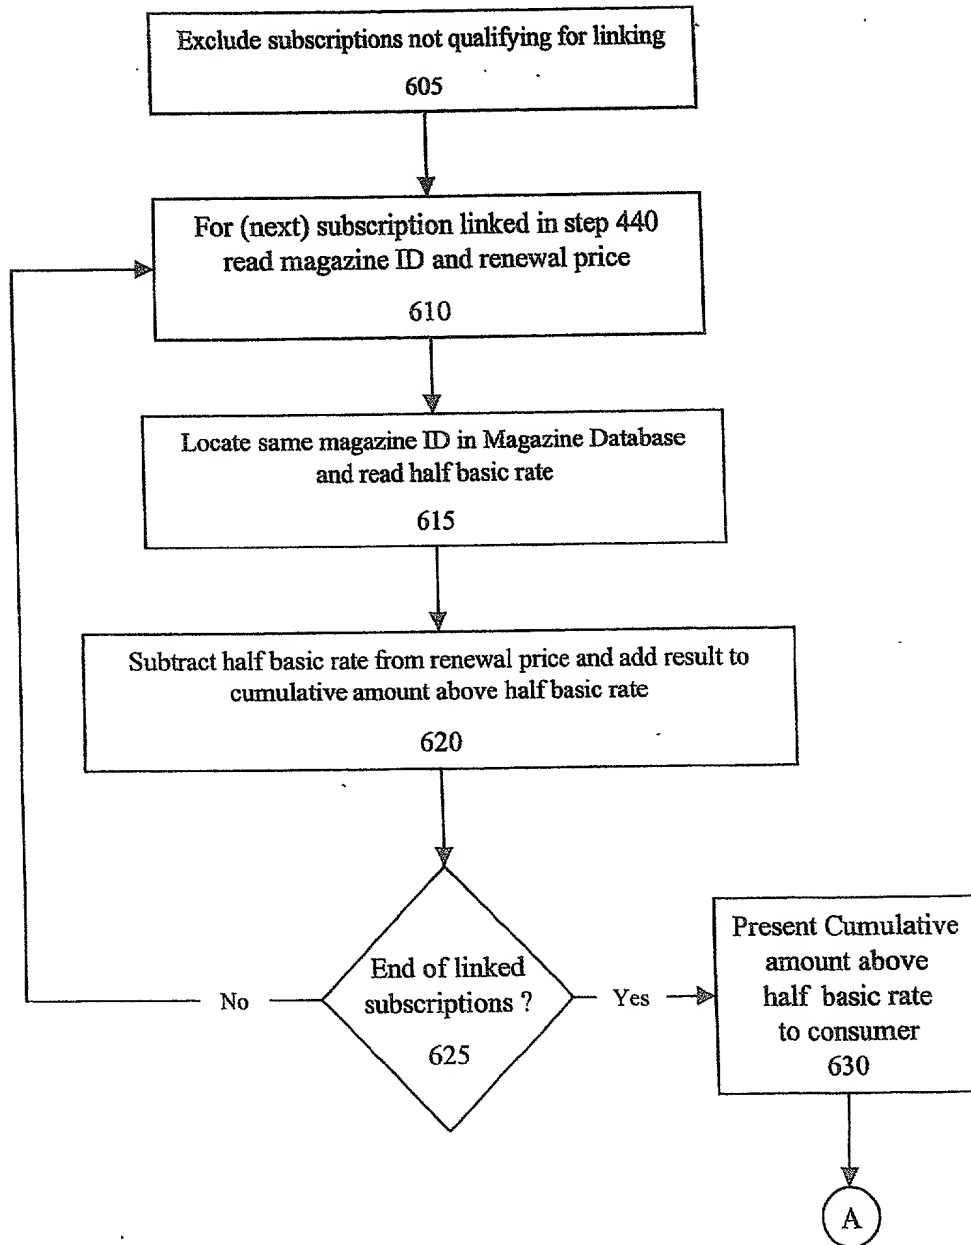 Exclude subscriptions not qualifying for linking
605
For (next) subscription linked in step 440
read magazine ID and renewal price
610
Locate same magazine ID in Magazine Database
and read half basic rate
615
Subtract half basic rate from renewal price and add result to
cumulative amount above half basic rate
620
End of linked
subscriptions ?
625
No
Yes
Present Cumulative
amount above
half basic rate
to consumer
630
A